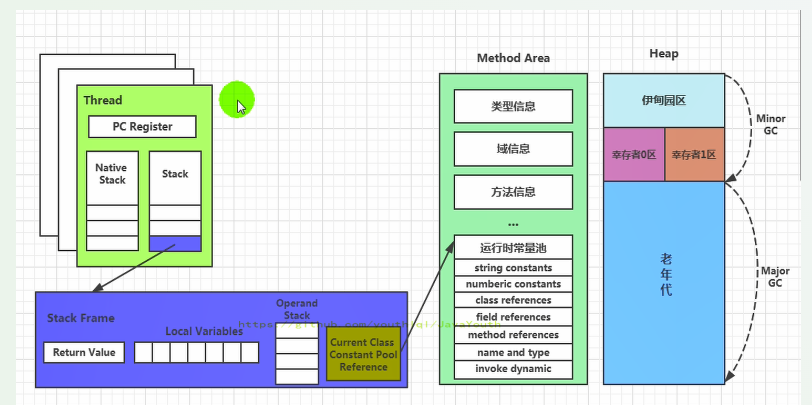 Thread
PC Register
Native
Stack
Stack
Stack Frame
Return Value
Local Variables
Operand
Stack
Current Class
Constant Pool
Reference
https://github.com/youthlql/JavaYouth
Method Area
类型信息
域信息
方法信息
...
运行时常量池
string constants
numberic constants
class references
field references
method references
name and type
invoke dynamic
Heap
伊甸园区
幸存者0区
幸存者1区
老
年
代
Minor
GC
Major
GC